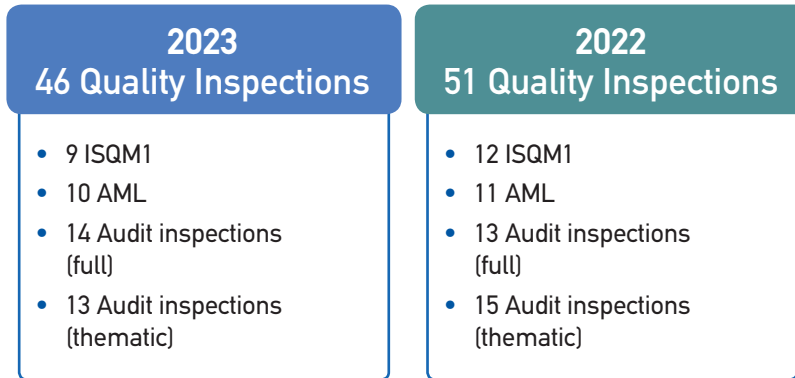 2023
46 Quality Inspections
• 9 ISQM1
• 10 AML
• 14 Audit inspections
(full)
• 13 Audit inspections
(thematic)
2022
51 Quality Inspections
• 12 ISQM1
• 11 AML
• 13 Audit inspections
(full)
• 15 Audit inspections
(thematic)